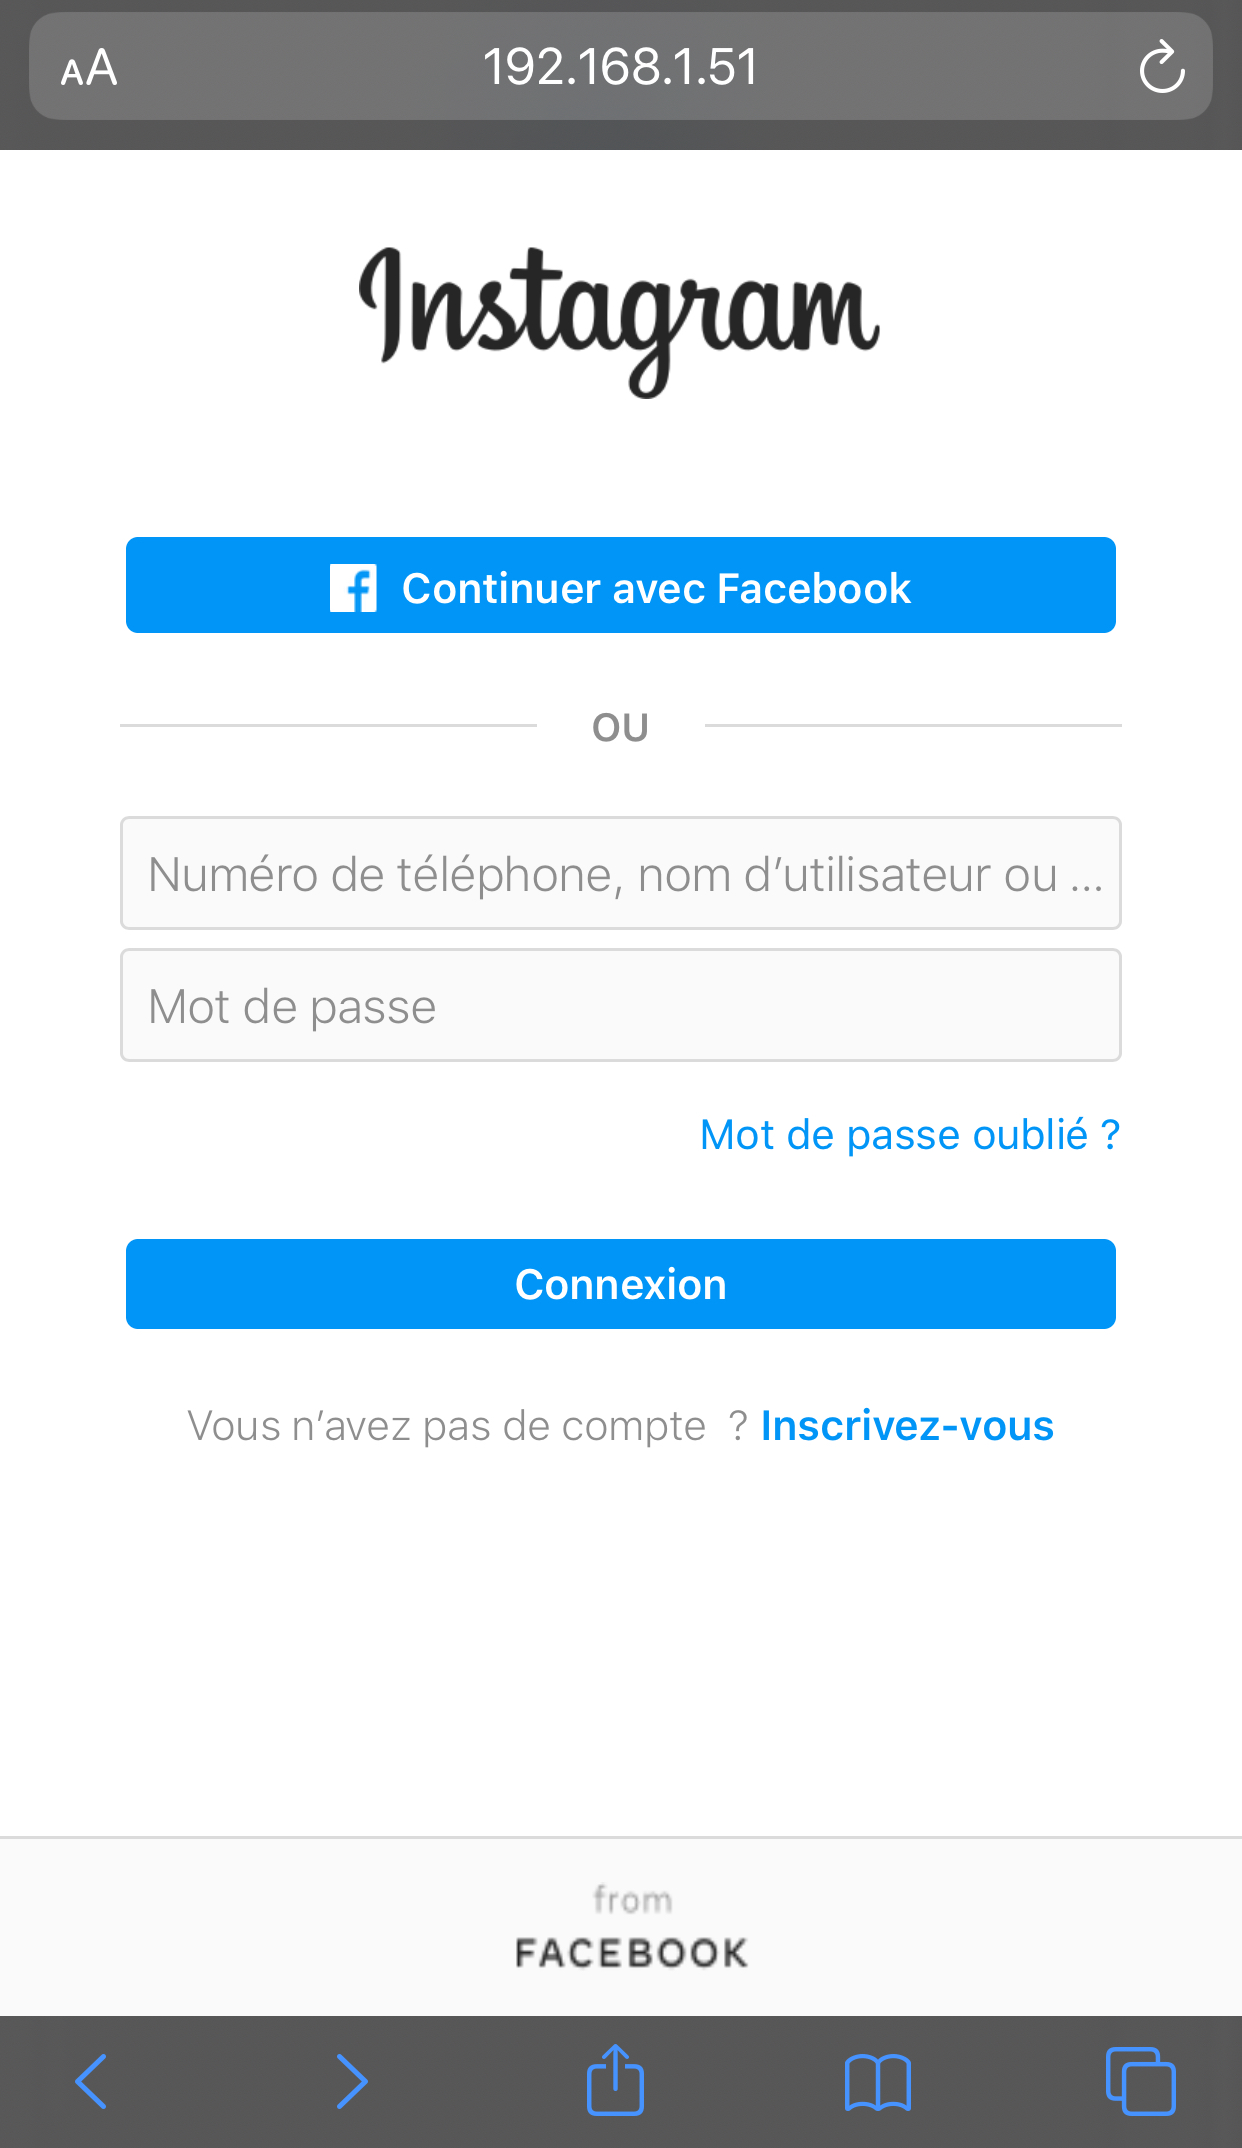 AA
192.168.1.51
Instagram
Continuer avec Facebook
OU
Numéro de téléphone, nom d’utilisateur ou ...
Mot de passe
Mot de passe oublié ?
Connexion
Vous n’avez pas de compte  ? Inscrivez-vous
from
FACEBOOK